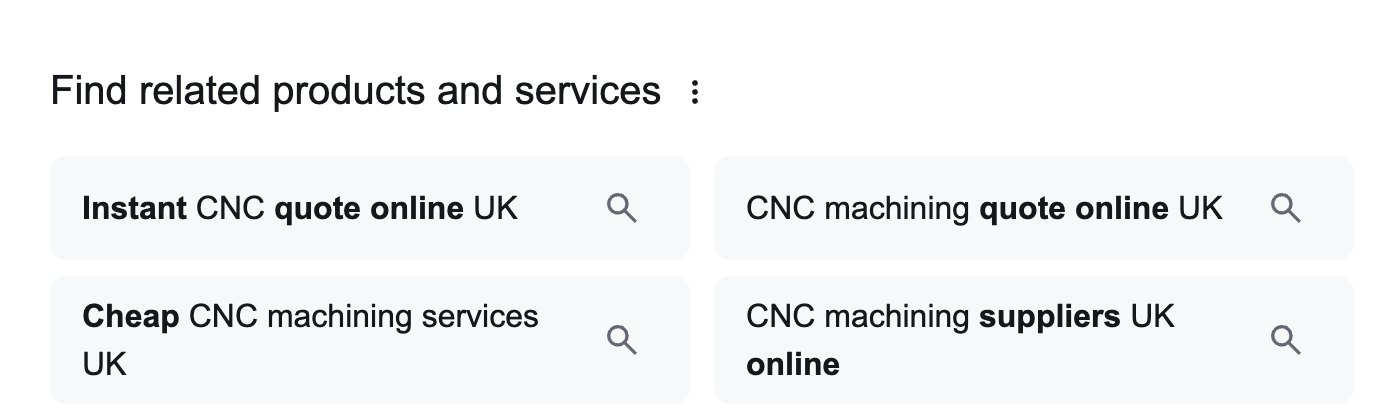 Find related products and services
Instant CNC quote online UK
CNC machining quote online UK
Cheap CNC machining services
UK
CNC machining suppliers UK
online